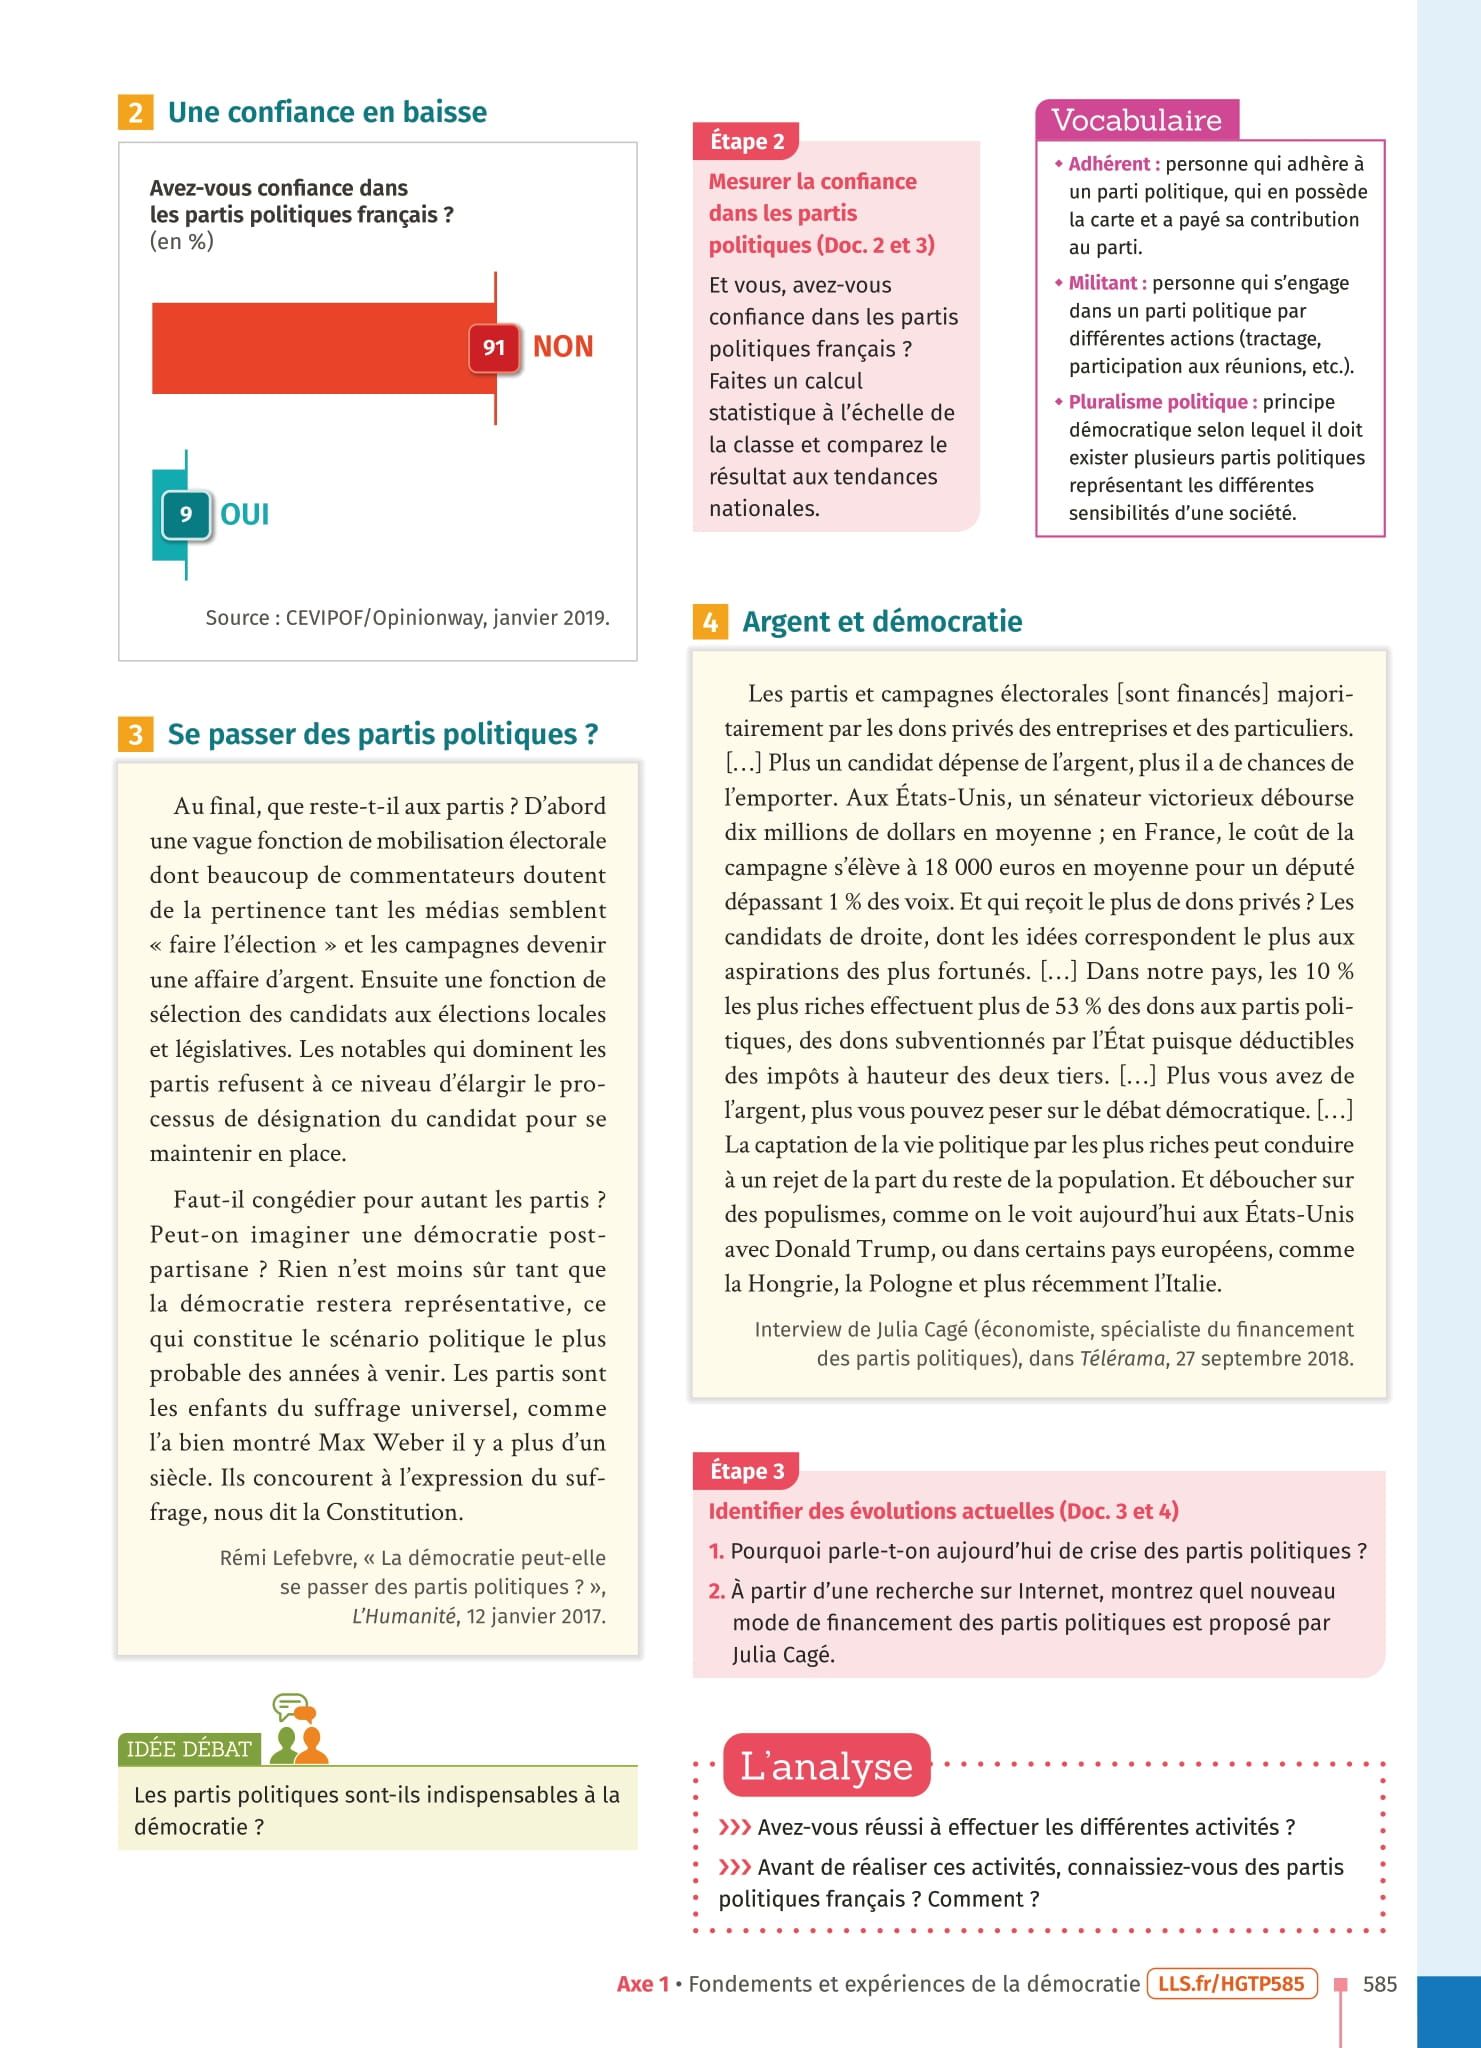 2 Une confiance en baisse
Avez-vous confiance dans
les partis politiques français ?
(en %)
91 NON
9 OUI
Source : CEVIPOF/Opinionway, janvier 2019.
3 Se passer des partis politiques ?
Au final, que reste-t-il aux partis ? D’abord
une vague fonction de mobilisation électorale
dont beaucoup de commentateurs doutent
de la pertinence tant les médias semblent
« faire l’élection » et les campagnes devenir
une affaire d’argent. Ensuite une fonction de
sélection des candidats aux élections locales
et législatives. Les notables qui dominent les
partis refusent à ce niveau d’élargir le pro-
cessus de désignation du candidat pour se
maintenir en place.
Faut-il congédier pour autant les partis ?
Peut-on imaginer une démocratie post-
partisane ? Rien n’est moins sûr tant que
la démocratie restera représentative, ce
qui constitue le scénario politique le plus
probable des années à venir. Les partis sont
les enfants du suffrage universel, comme
l’a bien montré Max Weber il y a plus d’un
siècle. Ils concourent à l’expression du suf-
frage, nous dit la Constitution.
Rémi Lefebvre, « La démocratie peut-elle
se passer des partis politiques ? »,
L’Humanité, 12 janvier 2017.
IDÉE DÉBAT
Les partis politiques sont-ils indispensables à la
démocratie ?
Étape 2
Mesurer la confiance
dans les partis
politiques (Doc. 2 et 3)
Et vous, avez-vous
confiance dans les partis
politiques français ?
Faites un calcul
statistique à l’échelle de
la classe et comparez le
résultat aux tendances
nationales.
Vocabulaire
• Adhérent : personne qui adhère à
un parti politique, qui en possède
la carte et a payé sa contribution
au parti.
• Militant : personne qui s’engage
dans un parti politique par
différentes actions (tractage,
participation aux réunions, etc.).
• Pluralisme politique : principe
démocratique selon lequel il doit
exister plusieurs partis politiques
représentant les différentes
sensibilités d’une société.
4 Argent et démocratie
Les partis et campagnes électorales [sont financés] majori-
tairement par les dons privés des entreprises et des particuliers.
[…] Plus un candidat dépense de l’argent, plus il a de chances de
l’emporter. Aux États-Unis, un sénateur victorieux débourse
dix millions de dollars en moyenne ; en France, le coût de la
campagne s’élève à 18 000 euros en moyenne pour un député
dépassant 1 % des voix. Et qui reçoit le plus de dons privés ? Les
candidats de droite, dont les idées correspondent le plus aux
aspirations des plus fortunés. […] Dans notre pays, les 10 %
les plus riches effectuent plus de 53 % des dons aux partis poli-
tiques, des dons subventionnés par l’État puisque déductibles
des impôts à hauteur des deux tiers. […] Plus vous avez de
l’argent, plus vous pouvez peser sur le débat démocratique. […]
La captation de la vie politique par les plus riches peut conduire
à un rejet de la part du reste de la population. Et déboucher sur
des populismes, comme on le voit aujourd’hui aux États-Unis
avec Donald Trump, ou dans certains pays européens, comme
la Hongrie, la Pologne et plus récemment l’Italie.
Interview de Julia Cagé (économiste, spécialiste du financement
des partis politiques), dans Télérama, 27 septembre 2018.
Étape 3
Identifier des évolutions actuelles (Doc. 3 et 4)
1. Pourquoi parle-t-on aujourd’hui de crise des partis politiques ?
2. À partir d’une recherche sur Internet, montrez quel nouveau
mode de financement des partis politiques est proposé par
Julia Cagé.
L’analyse
››› Avez-vous réussi à effectuer les différentes activités ?
››› Avant de réaliser ces activités, connaissiez-vous des partis
politiques français ? Comment ?
Axe 1 • Fondements et expériences de la démocratie LLS.fr/HGTP585 585